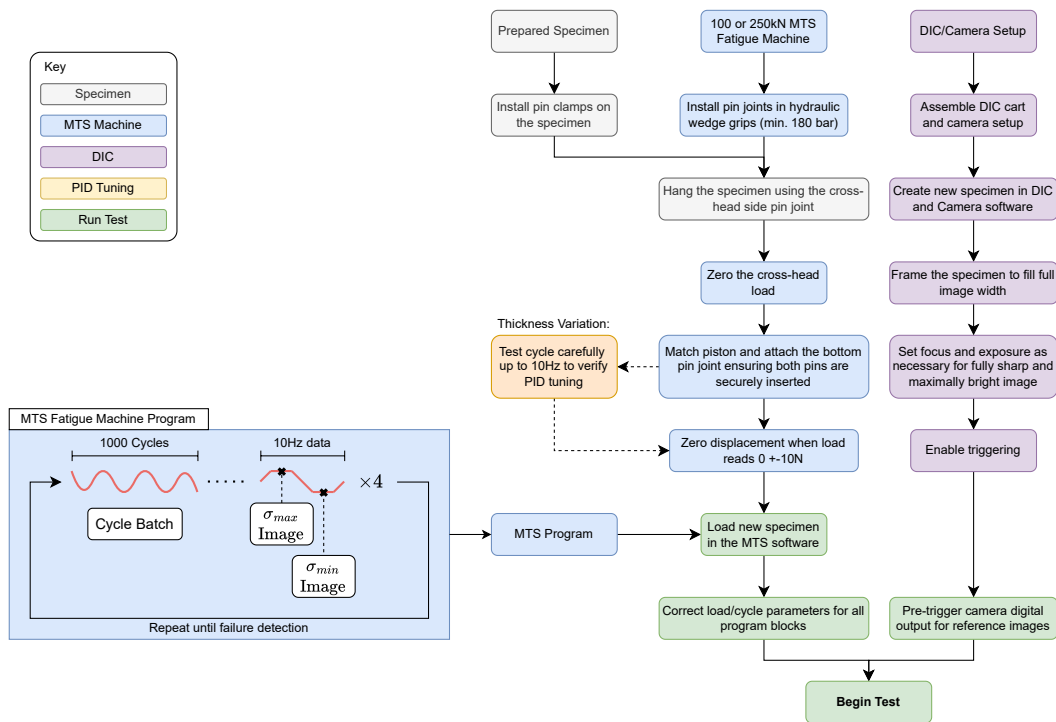 Key
Specimen
MTS Machine
DIC
PID Tuning
Run Test
Prepared Specimen
100 or 250kN MTS
Fatigue Machine
DIC/Camera Setup
Install pin clamps on
the specimen
Install pin joints in hydraulic
wedge grips (min. 180 bar)
Assemble DIC cart
and camera setup
Hang the specimen using the cross-
head side pin joint
Create new specimen in DIC
and Camera software
Zero the cross-head
load
Frame the specimen to fill full
image width
Thickness Variation:
Test cycle carefully
up to 10Hz to verify
PID tuning
Match piston and attach the bottom
pin joint ensuring both pins are
securely inserted
Set focus and exposure as
necessary for fully sharp and
maximally bright image
Zero displacement when load
reads 0 +-10N
Enable triggering
MTS Fatigue Machine Program
1000 Cycles
10Hz data
×4
Cycle Batch
σmax
Image
σmin
Image
Repeat until failure detection
MTS Program
Load new specimen
in the MTS software
Correct load/cycle parameters for all
program blocks
Pre-trigger camera digital
output for reference images
Begin Test